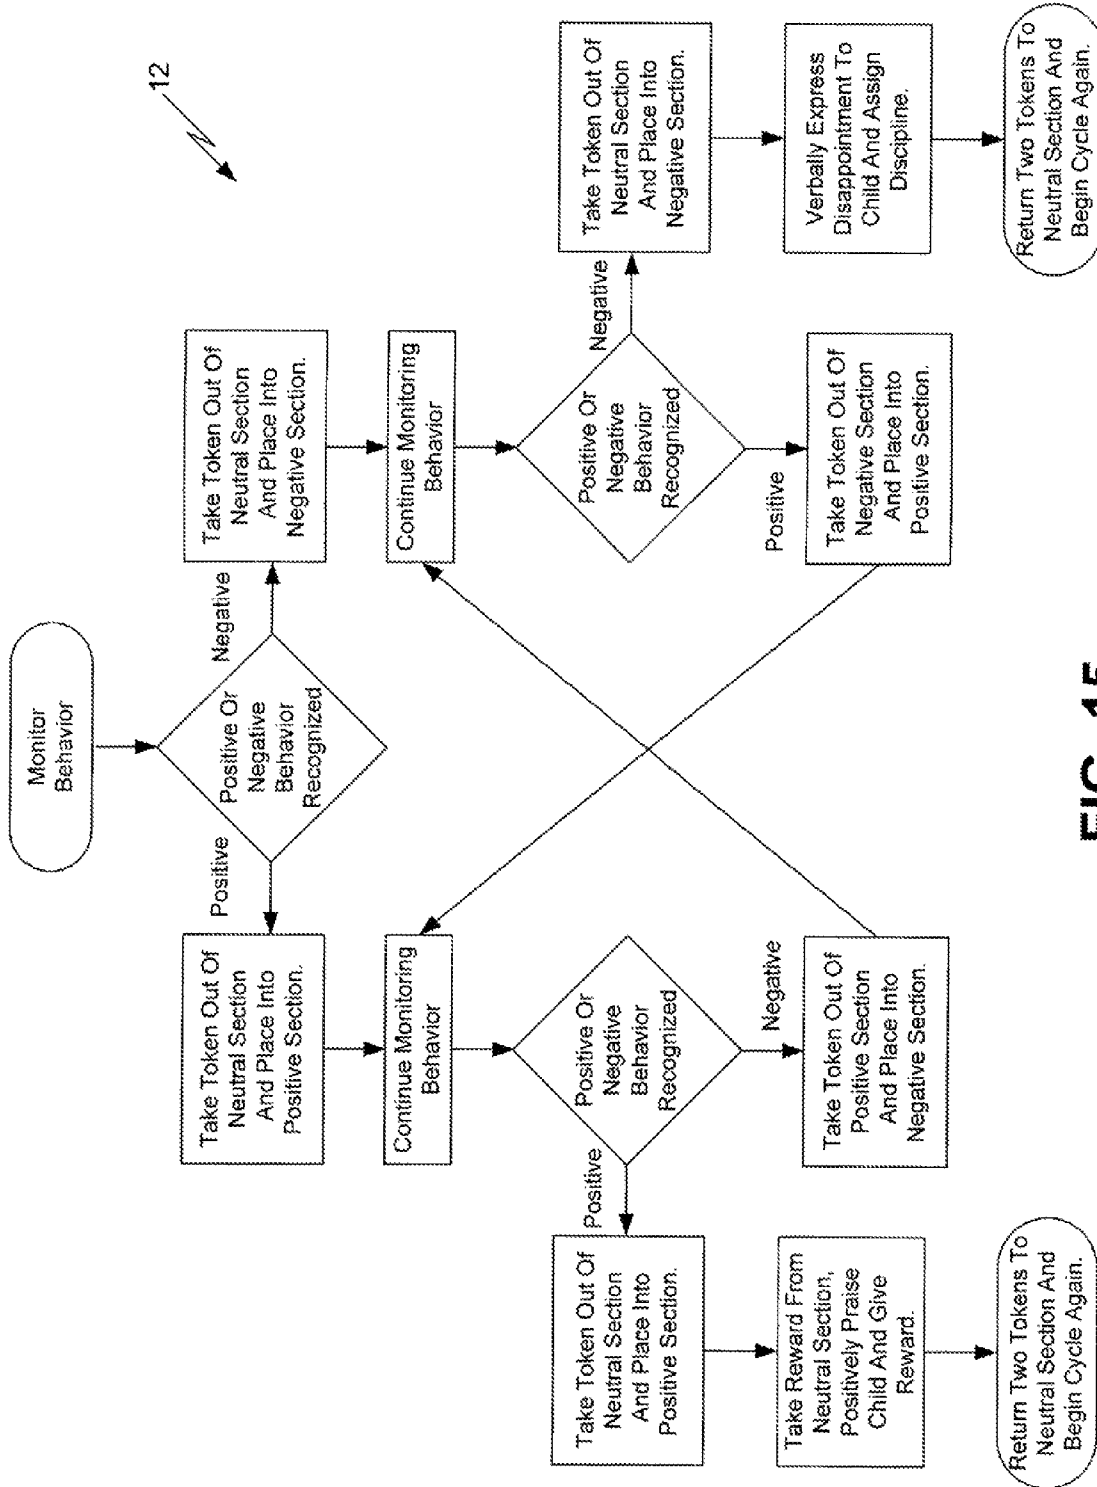 12
Monitor
Behavior
Positive Or
Negative
Behavior
Recognized
Positive
Negative
Take Token Out Of
Neutral Section
And Place Into
Positive Section.
Take Token Out Of
Neutral Section
And Place Into
Negative Section.
Continue Monitoring
Behavior
Continue Monitoring
Behavior
Positive Or
Negative
Behavior
Recognized
Positive
Negative
Positive Or
Negative
Behavior
Recognized
Negative
Positive
Take Token Out Of
Neutral Section
And Place Into
Positive Section.
Take Token Out Of
Positive Section
And Place Into
Negative Section.
Take Token Out Of
Negative Section
And Place Into
Positive Section.
Take Token Out Of
Neutral Section
And Place Into
Negative Section.
Take Reward From
Neutral Section,
Positively Praise
Child And Give
Reward.
Verbally Express
Disappointment To
Child And Assign
Discipline.
Return Two Tokens To
Neutral Section And
Begin Cycle Again.
Return Two Tokens To
Neutral Section And
Begin Cycle Again.
FIG. 15